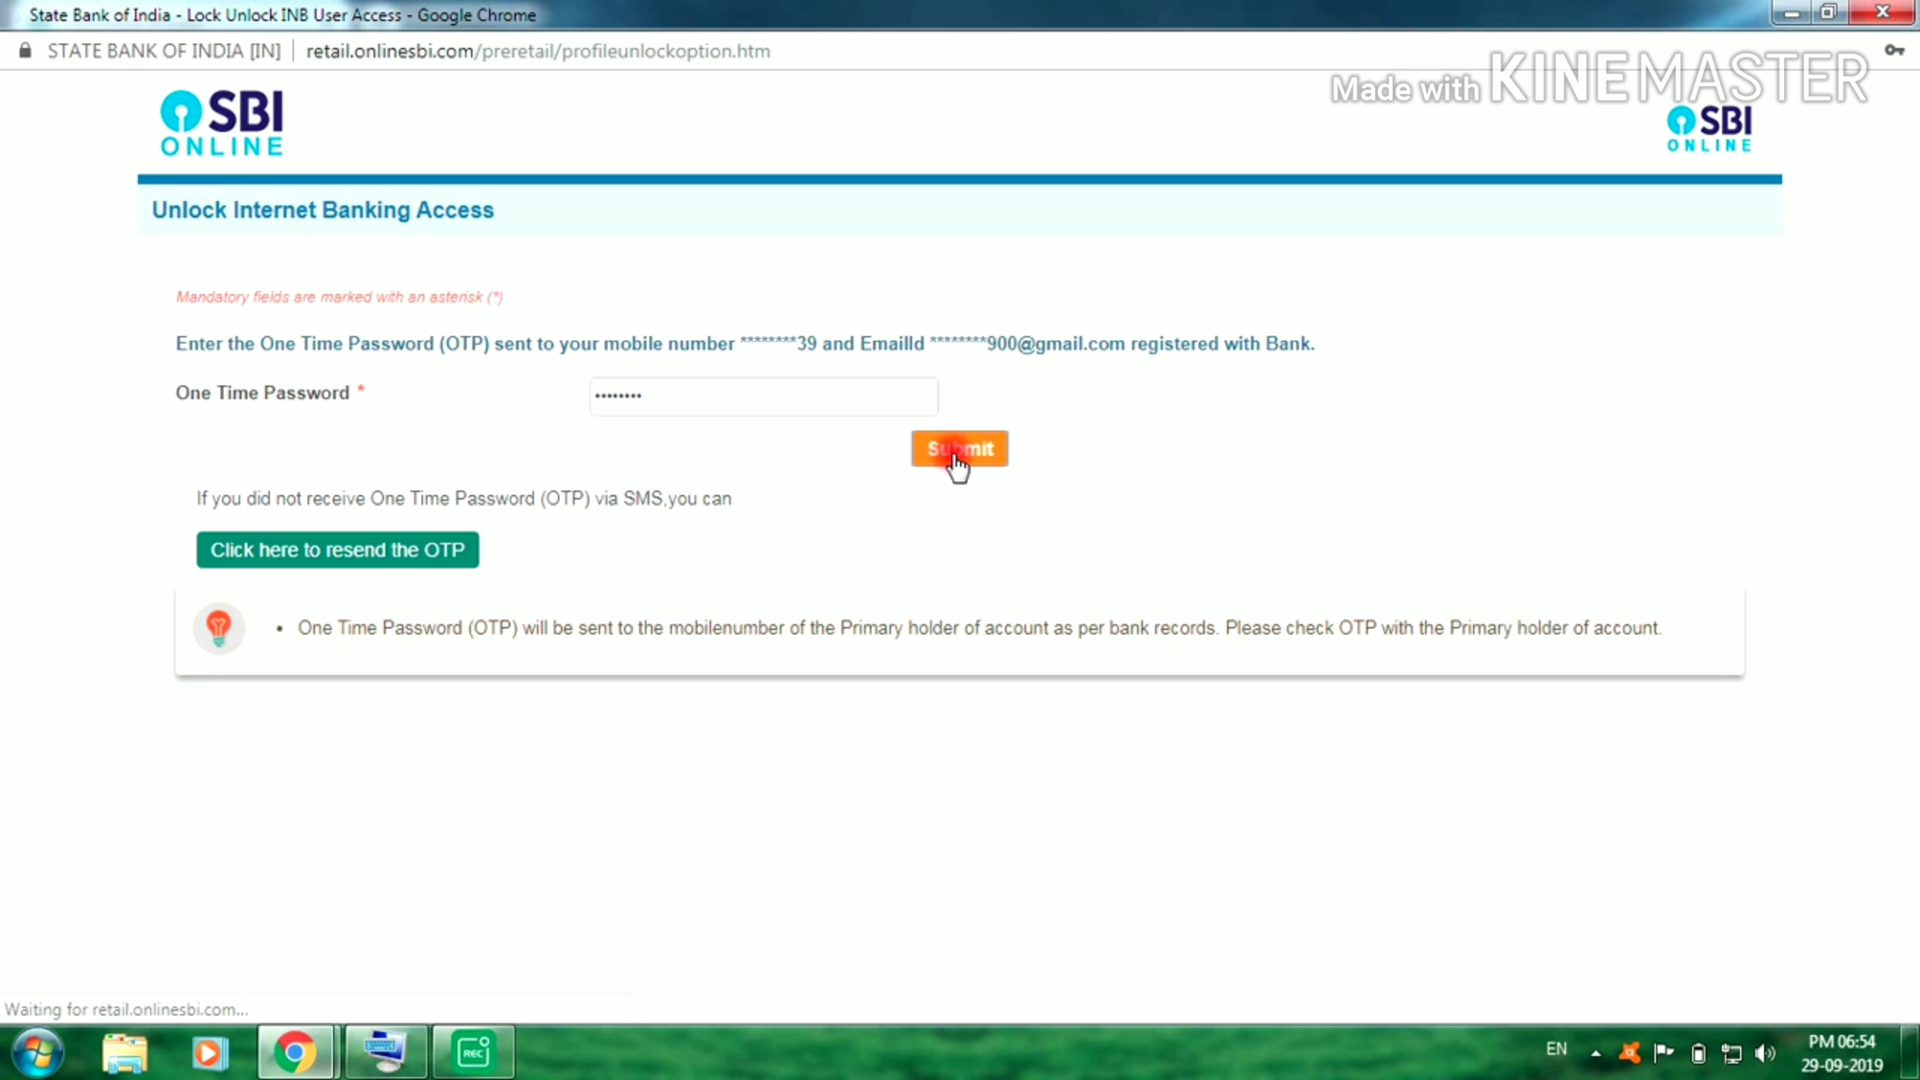 State Bank of India - Lock Unlock INB User Access - Google Chrome
STATE BANK OF INDIA [IN] retail.onlinesbi.com/preretail/profileunlockoption.htm
Made with KINEMASTER
SBI
ONLINE
SBI
ONLINE
Unlock Internet Banking Access
Mandatory fields are marked with an asterisk (*)
Enter the One Time Password (OTP) sent to your mobile number ********39 and EmailId ********900@gmail.com registered with Bank.
One Time Password *
••••••••
Submit
If you did not receive One Time Password (OTP) via SMS,you can
Click here to resend the OTP
• One Time Password (OTP) will be sent to the mobilenumber of the Primary holder of account as per bank records. Please check OTP with the Primary holder of account.
Waiting for retail.onlinesbi.com...
REC
EN
PM 06:54
29-09-2019